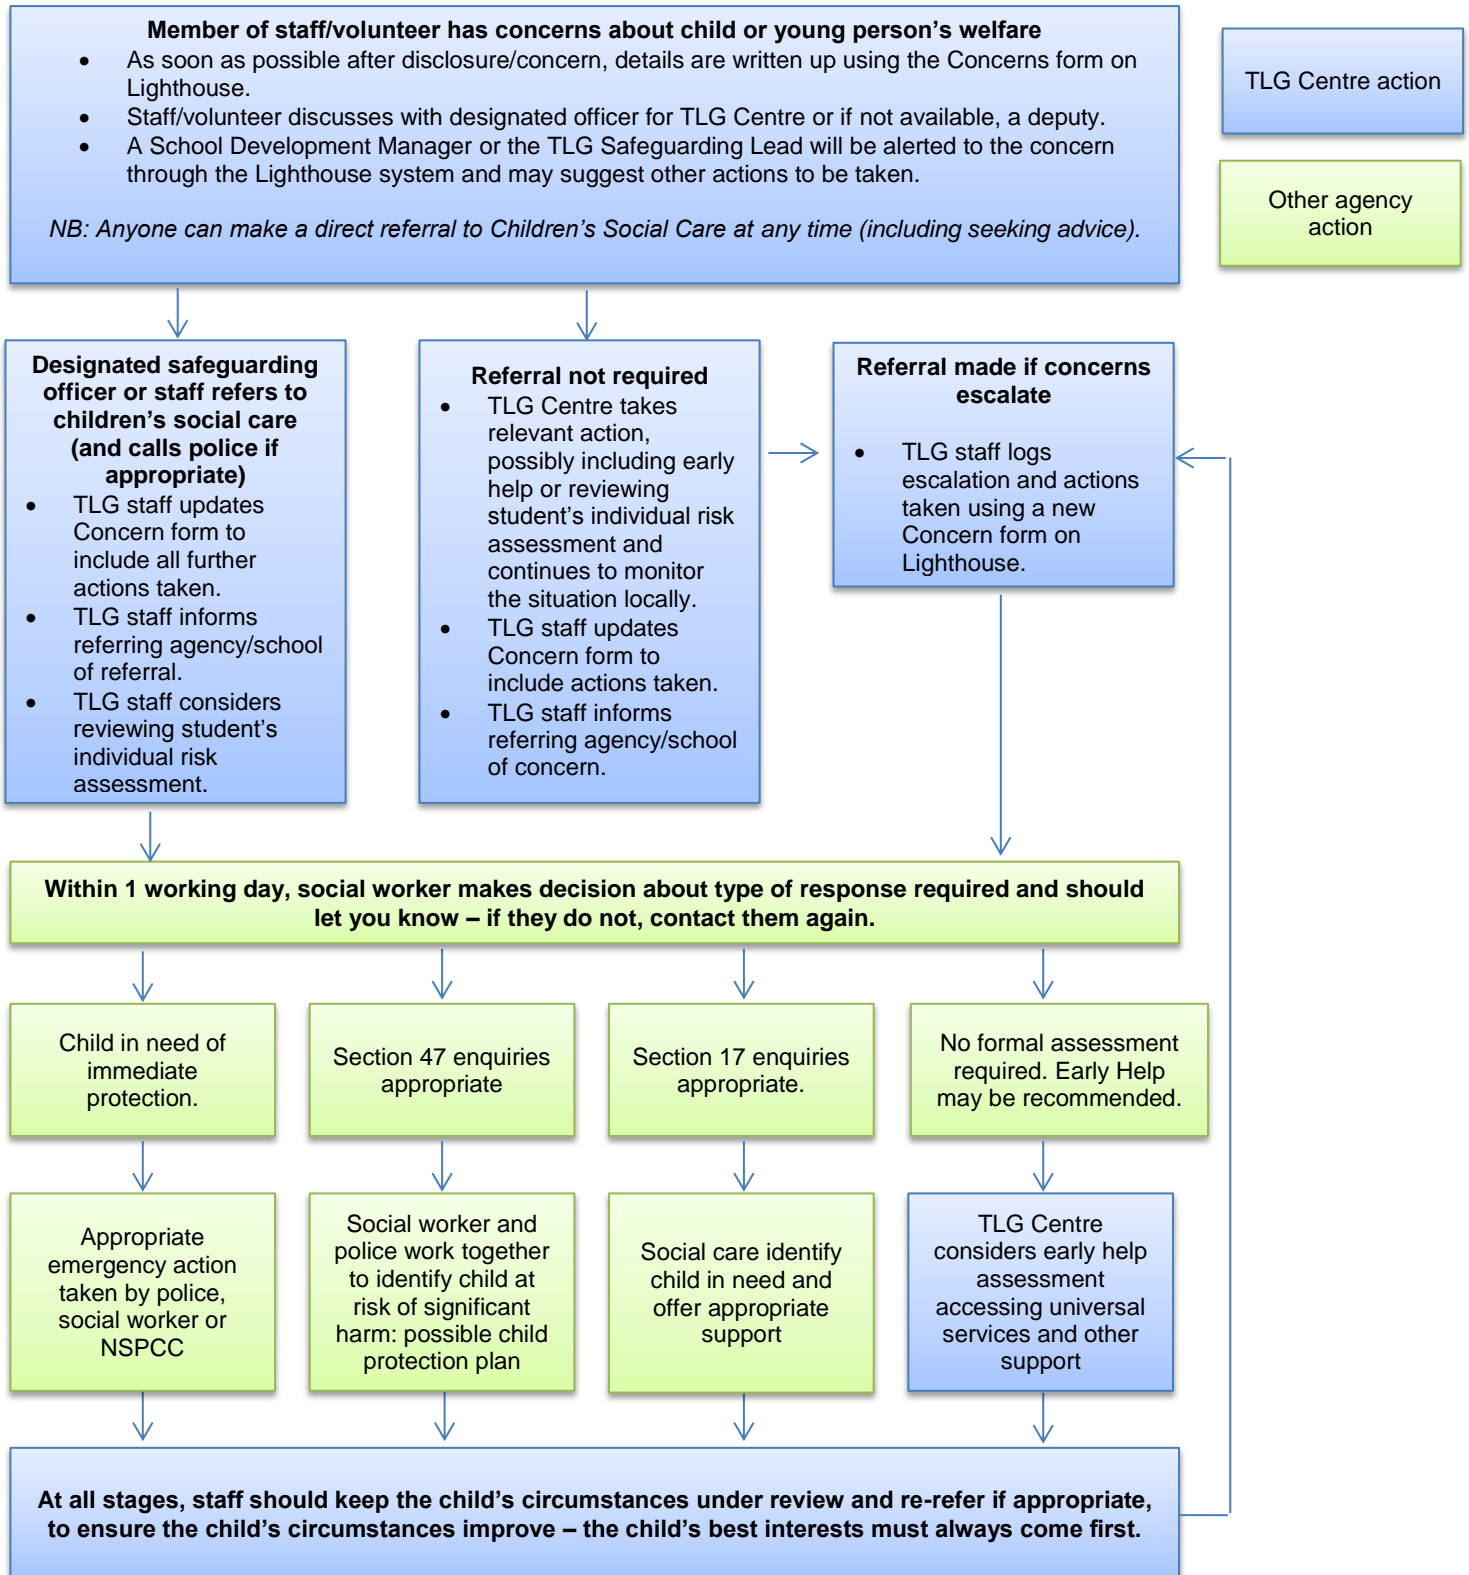 Member of staff/volunteer has concerns about child or young person’s welfare
• As soon as possible after disclosure/concern, details are written up using the Concerns form on
Lighthouse.
• Staff/volunteer discusses with designated officer for TLG Centre or if not available, a deputy.
• A School Development Manager or the TLG Safeguarding Lead will be alerted to the concern
through the Lighthouse system and may suggest other actions to be taken.
NB: Anyone can make a direct referral to Children’s Social Care at any time (including seeking advice).
TLG Centre action
Other agency
action
Designated safeguarding
officer or staff refers to
children’s social care
(and calls police if
appropriate)
• TLG staff updates
Concern form to
include all further
actions taken.
• TLG staff informs
referring agency/school
of referral.
• TLG staff considers
reviewing student’s
individual risk
assessment.
Referral not required
• TLG Centre takes
relevant action,
possibly including early
help or reviewing
student’s individual risk
assessment and
continues to monitor
the situation locally.
• TLG staff updates
Concern form to
include actions taken.
• TLG staff informs
referring agency/school
of concern.
Referral made if concerns
escalate
• TLG staff logs
escalation and actions
taken using a new
Concern form on
Lighthouse.
Within 1 working day, social worker makes decision about type of response required and should
let you know – if they do not, contact them again.
Child in need of
immediate
protection.
Section 47 enquiries
appropriate
Section 17 enquiries
appropriate.
No formal assessment
required. Early Help
may be recommended.
Appropriate
emergency action
taken by police,
social worker or
NSPCC
Social worker and
police work together
to identify child at
risk of significant
harm: possible child
protection plan
Social care identify
child in need and
offer appropriate
support
TLG Centre
considers early help
assessment
accessing universal
services and other
support
At all stages, staff should keep the child’s circumstances under review and re-refer if appropriate,
to ensure the child’s circumstances improve – the child’s best interests must always come first.